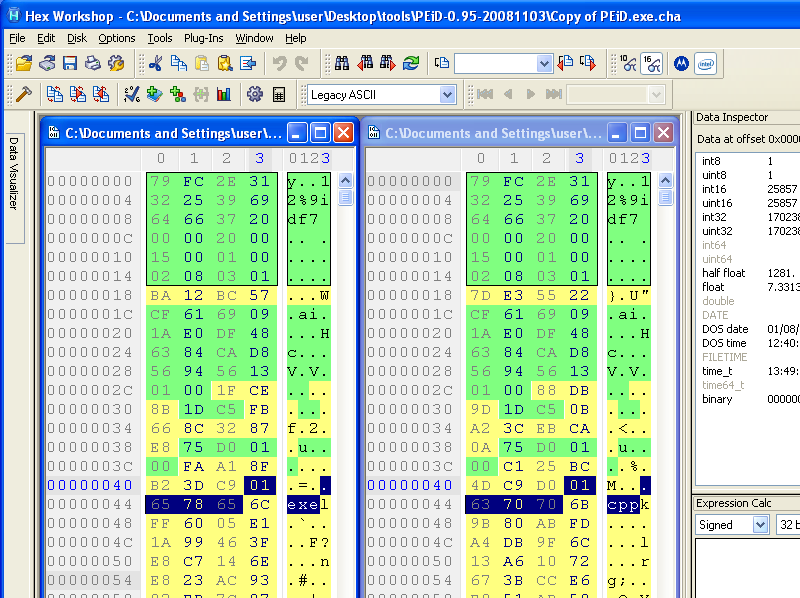 Hex Workshop - C:\Documents and Settings\user\Desktop\tools\PEiD-0.95-20081103\Copy of PEiD.exe.cha
File Edit Disk Options Tools Plug-Ins Window Help
10 16 intel
Legacy ASCII
Data Visualizer
C:\Documents and Settings\user\... C:\Documents and Settings\user\...
0 1 2 3 0123 0 1 2 3 0123
00000000 79 FC 2E 31 y..1 00000000 79 FC 2E 31 y..1
00000004 32 25 39 69 2%9i 00000004 32 25 39 69 2%9i
00000008 64 66 37 20 df7 00000008 64 66 37 20 df7
0000000C 00 00 20 00 .. . 0000000C 00 00 20 00 .. .
00000010 15 00 01 00 .... 00000010 15 00 01 00 ....
00000014 02 08 03 01 .... 00000014 02 08 03 01 ....
00000018 BA 12 BC 57 ...W 00000018 7D E3 55 22 }.U"
0000001C CF 61 69 09 .ai. 0000001C CF 61 69 09 .ai.
00000020 1A E0 DF 48 ...H 00000020 1A E0 DF 48 ...H
00000024 63 84 CA D8 c... 00000024 63 84 CA D8 c...
00000028 56 94 56 13 V.V. 00000028 56 94 56 13 V.V.
0000002C 01 00 1F CE .... 0000002C 01 00 88 DB ....
00000030 8B 1D C5 FB .... 00000030 9D 1D C5 0B ....
00000034 66 8C 32 87 f.2. 00000034 A2 3C EB CA .<..
00000038 E8 75 D0 01 .u.. 00000038 0A 75 D0 01 .u..
0000003C 00 FA A1 8F .... 0000003C 00 C1 25 BC ..%.
00000040 B2 3D C9 01 .=.. 00000040 4D C9 D0 01 M...
00000044 65 78 65 6C exel 00000044 63 70 70 6B cppk
00000048 FF 60 05 E1 .`.. 00000048 9B 80 AB FD ....
0000004C 1A 99 46 3F ..F? 0000004C A4 DB 9F 6C ...l
00000050 E8 C7 14 6E ...n 00000050 13 A6 10 72 ...r
00000054 E8 23 AC 93 .#.. 00000054 67 3B CC E6 g;..
Data Inspector
Data at offset 0x000
int8 1
uint8 1
int16 25857
uint16 25857
int32 170238
uint32 170238
int64
uint64
half float 1281.
float 7.3313
double
DATE
DOS date 01/08/
DOS time 12:40:
FILETIME
time_t 13:49:
time64_t
binary 000000
Expression Calc
Signed 32 b